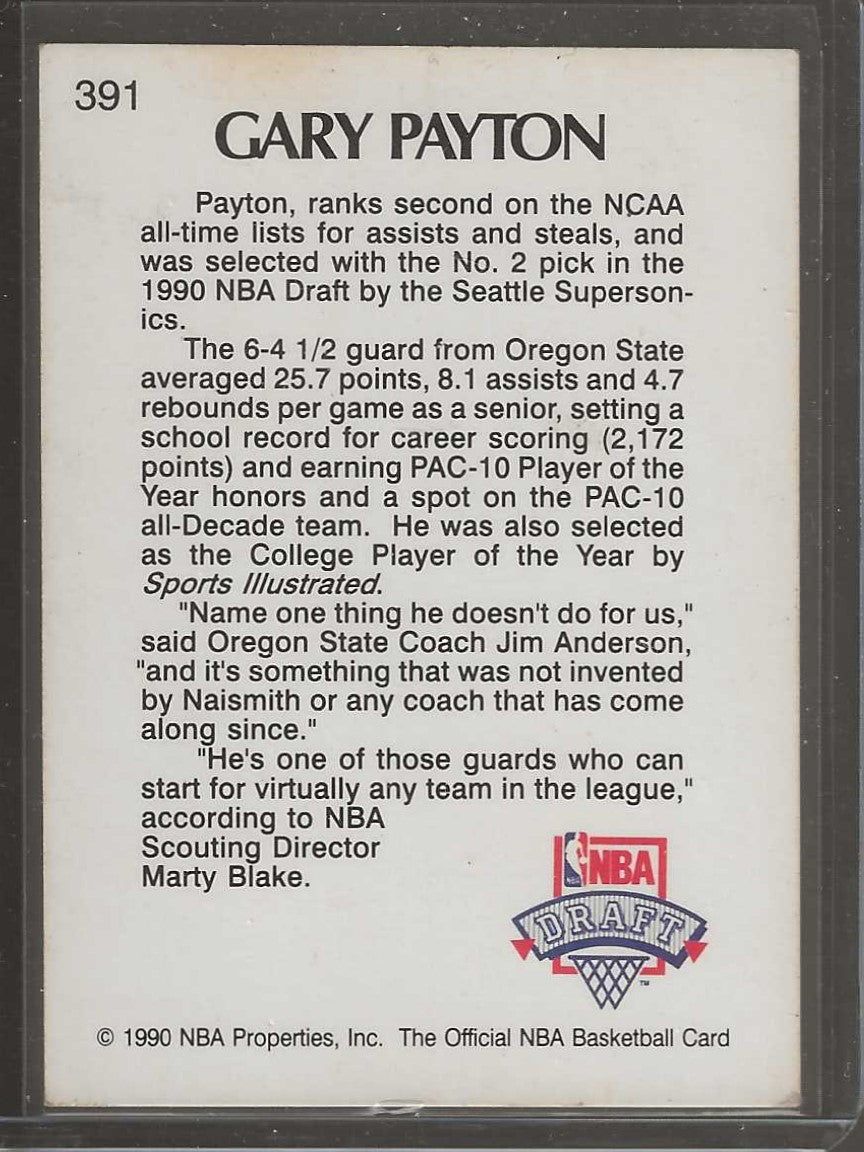 391
GARY PAYTON
Payton, ranks second on the NCAA
all-time lists for assists and steals, and
was selected with the No. 2 pick in the
1990 NBA Draft by the Seattle Superson-
ics.
The 6-4 1/2 guard from Oregon State
averaged 25.7 points, 8.1 assists and 4.7
rebounds per game as a senior, setting a
school record for career scoring (2,172
points) and earning PAC-10 Player of the
Year honors and a spot on the PAC-10
all-Decade team. He was also selected
as the College Player of the Year by
Sports Illustrated.
"Name one thing he doesn't do for us,"
said Oregon State Coach Jim Anderson,
"and it's something that was not invented
by Naismith or any coach that has come
along since."
"He's one of those guards who can
start for virtually any team in the league,"
according to NBA
Scouting Director
Marty Blake.
NBA
DRAFT
™
© 1990 NBA Properties, Inc. The Official NBA Basketball Card